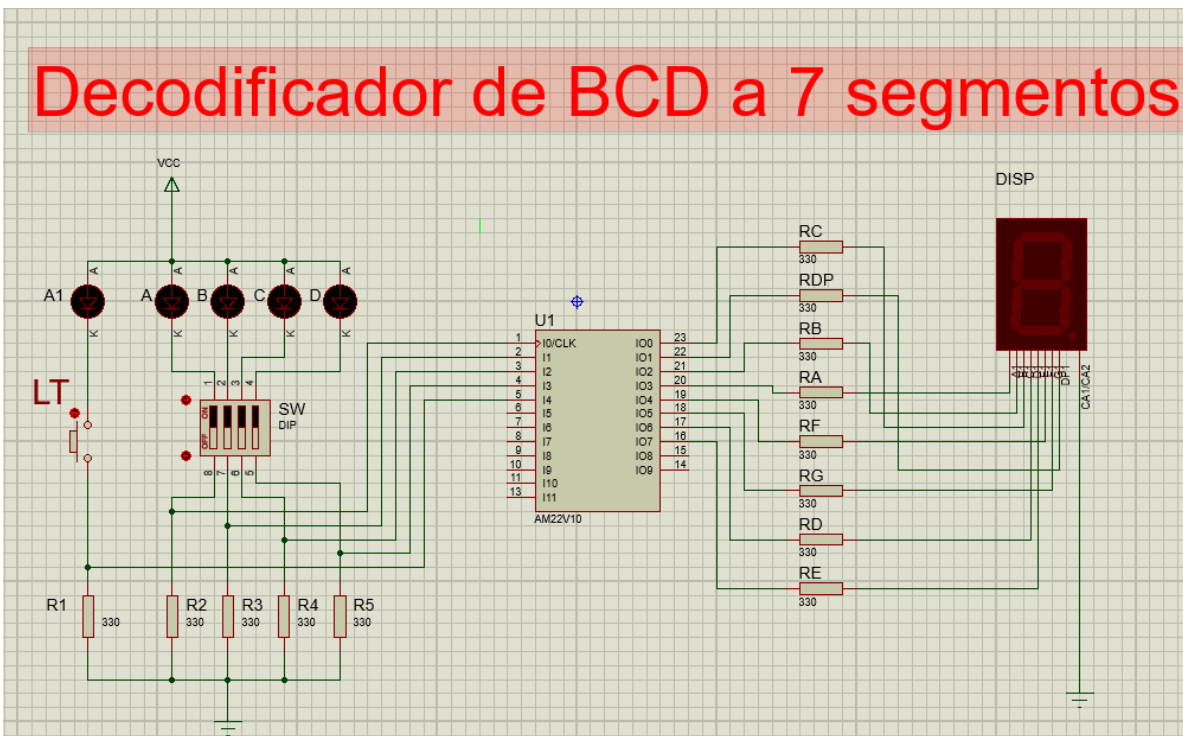 Decodificador de BCD a 7 segmentos
VCC
DISP
A A A A A
A1 A B C D
K K K K K
LT
1 2 3 4
ON
OFF
SW
DIP
8 7 6 5
R1
330
R2
330
R3
330
R4
330
R5
330
U1
1 I0/CLK IO0 23
2 I1 IO1 22
3 I2 IO2 21
4 I3 IO3 20
5 I4 IO4 19
6 I5 IO5 18
7 I6 IO6 17
8 I7 IO7 16
9 I8 IO8 15
10 I9 IO9 14
11 I10
13 I11
AM22V10
RC
330
RDP
330
RB
330
RA
330
RF
330
RG
330
RD
330
RE
330
DP1
CA1/CA2